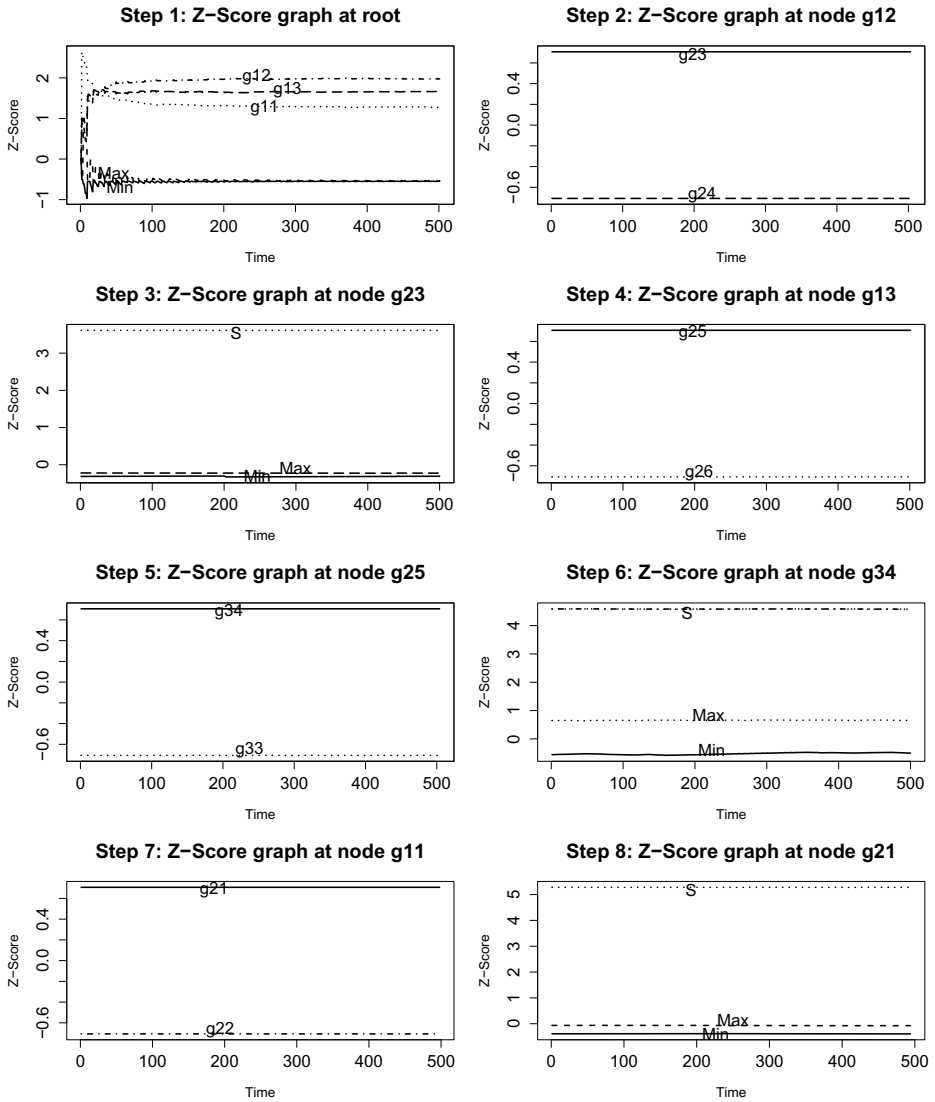 Step 1: Z−Score graph at root
Z−Score
2
1
0
−1
g12
g13
g11
Max
Min
0 100 200 300 400 500
Time
Step 2: Z−Score graph at node g12
Z−Score
0.4
0.0
−0.6
g23
g24
0 100 200 300 400 500
Time
Step 3: Z−Score graph at node g23
Z−Score
3
2
1
0
S
Max
Min
0 100 200 300 400 500
Time
Step 4: Z−Score graph at node g13
Z−Score
0.4
0.0
−0.6
g25
g26
0 100 200 300 400 500
Time
Step 5: Z−Score graph at node g25
Z−Score
0.4
0.0
−0.6
g34
g33
0 100 200 300 400 500
Time
Step 6: Z−Score graph at node g34
Z−Score
4
3
2
1
0
S
Max
Min
0 100 200 300 400 500
Time
Step 7: Z−Score graph at node g11
Z−Score
0.4
0.0
−0.6
g21
g22
0 100 200 300 400 500
Time
Step 8: Z−Score graph at node g21
Z−Score
5
4
3
2
1
0
S
Max
Min
0 100 200 300 400 500
Time